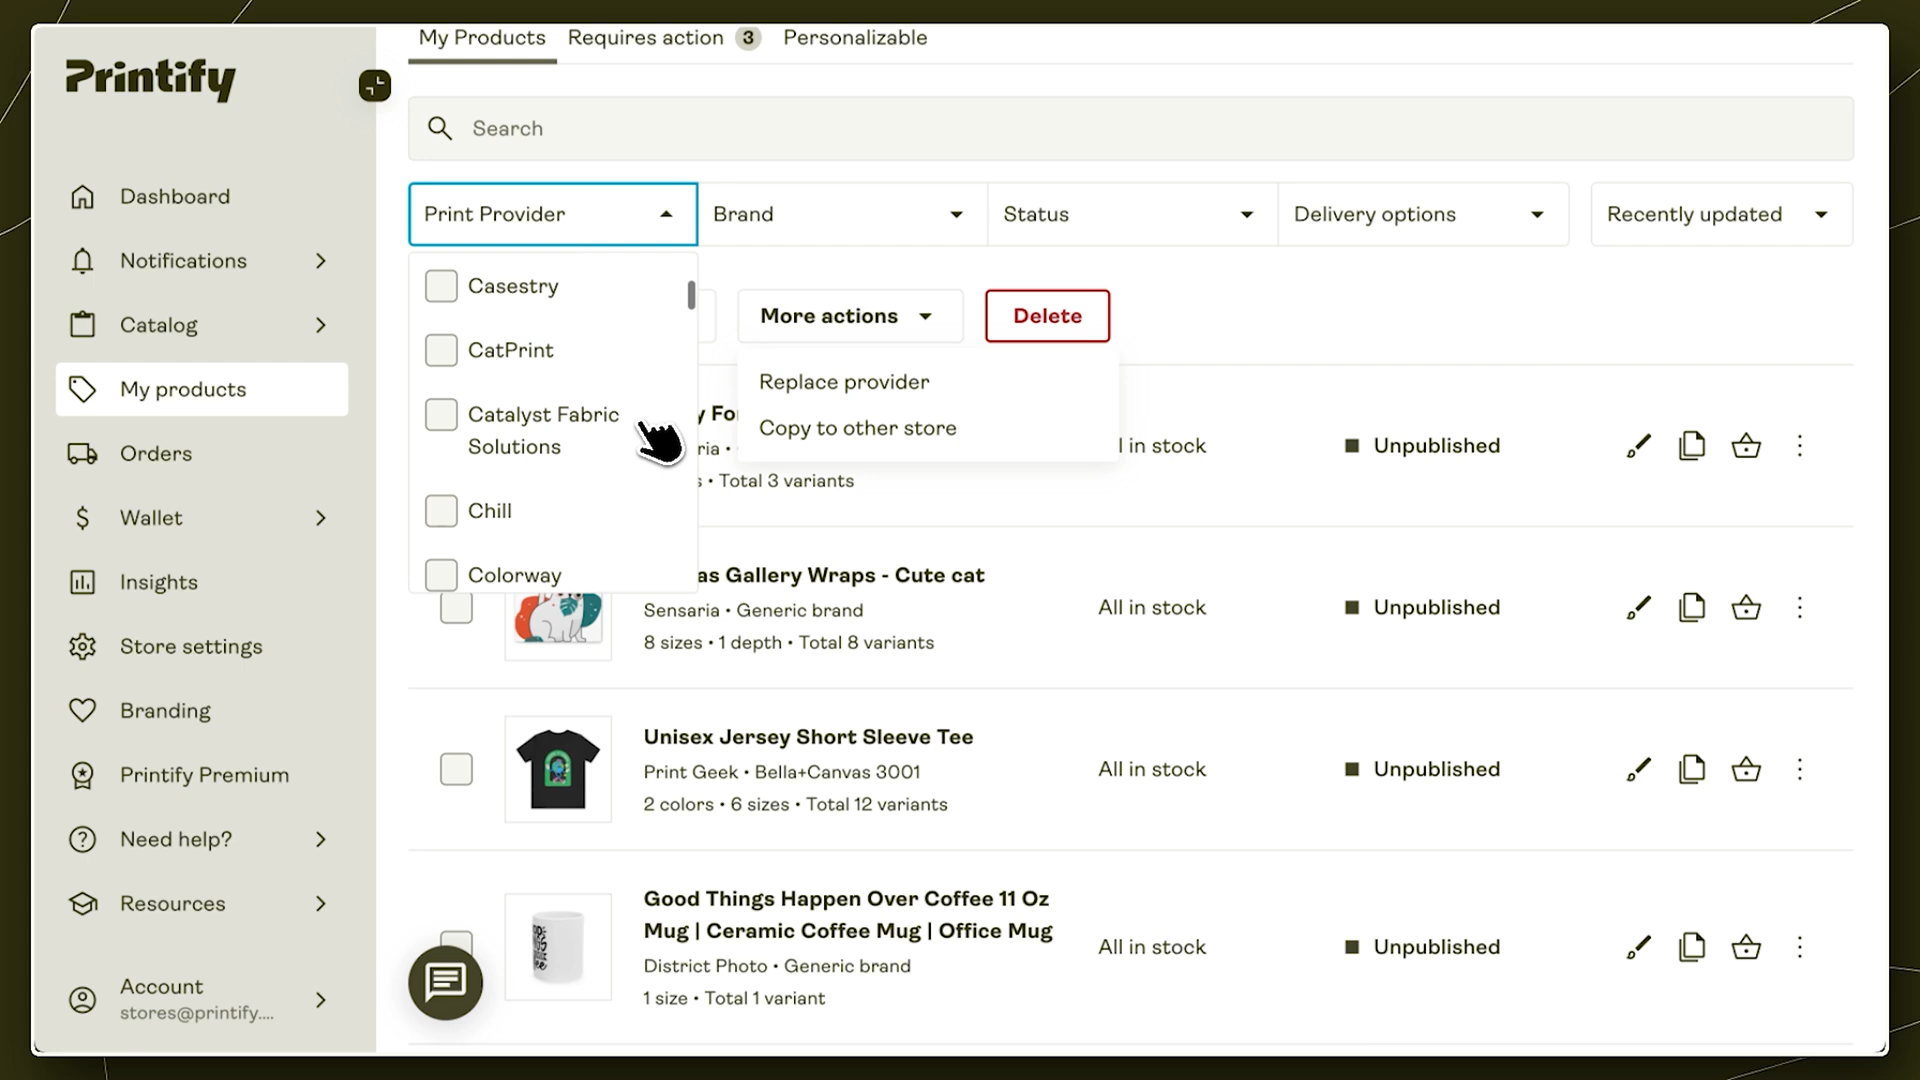 My Products
Requires action 3
Personalizable
Printify
Search
Dashboard
Notifications
Catalog
My products
Orders
Wallet
Insights
Store settings
Branding
Printify Premium
Need help?
Resources
Account
stores@printify....
Print Provider
Brand
Status
Delivery options
Recently updated
Casestry
CatPrint
Catalyst Fabric
Solutions
Chill
Colorway
More actions
Delete
Replace provider
Copy to other store
y For
ria •
l in stock
Unpublished
s • Total 3 variants
as Gallery Wraps - Cute cat
Sensaria • Generic brand
8 sizes • 1 depth • Total 8 variants
All in stock
Unpublished
Unisex Jersey Short Sleeve Tee
Print Geek • Bella+Canvas 3001
2 colors • 6 sizes • Total 12 variants
All in stock
Unpublished
Good Things Happen Over Coffee 11 Oz
Mug | Ceramic Coffee Mug | Office Mug
District Photo • Generic brand
1 size • Total 1 variant
All in stock
Unpublished